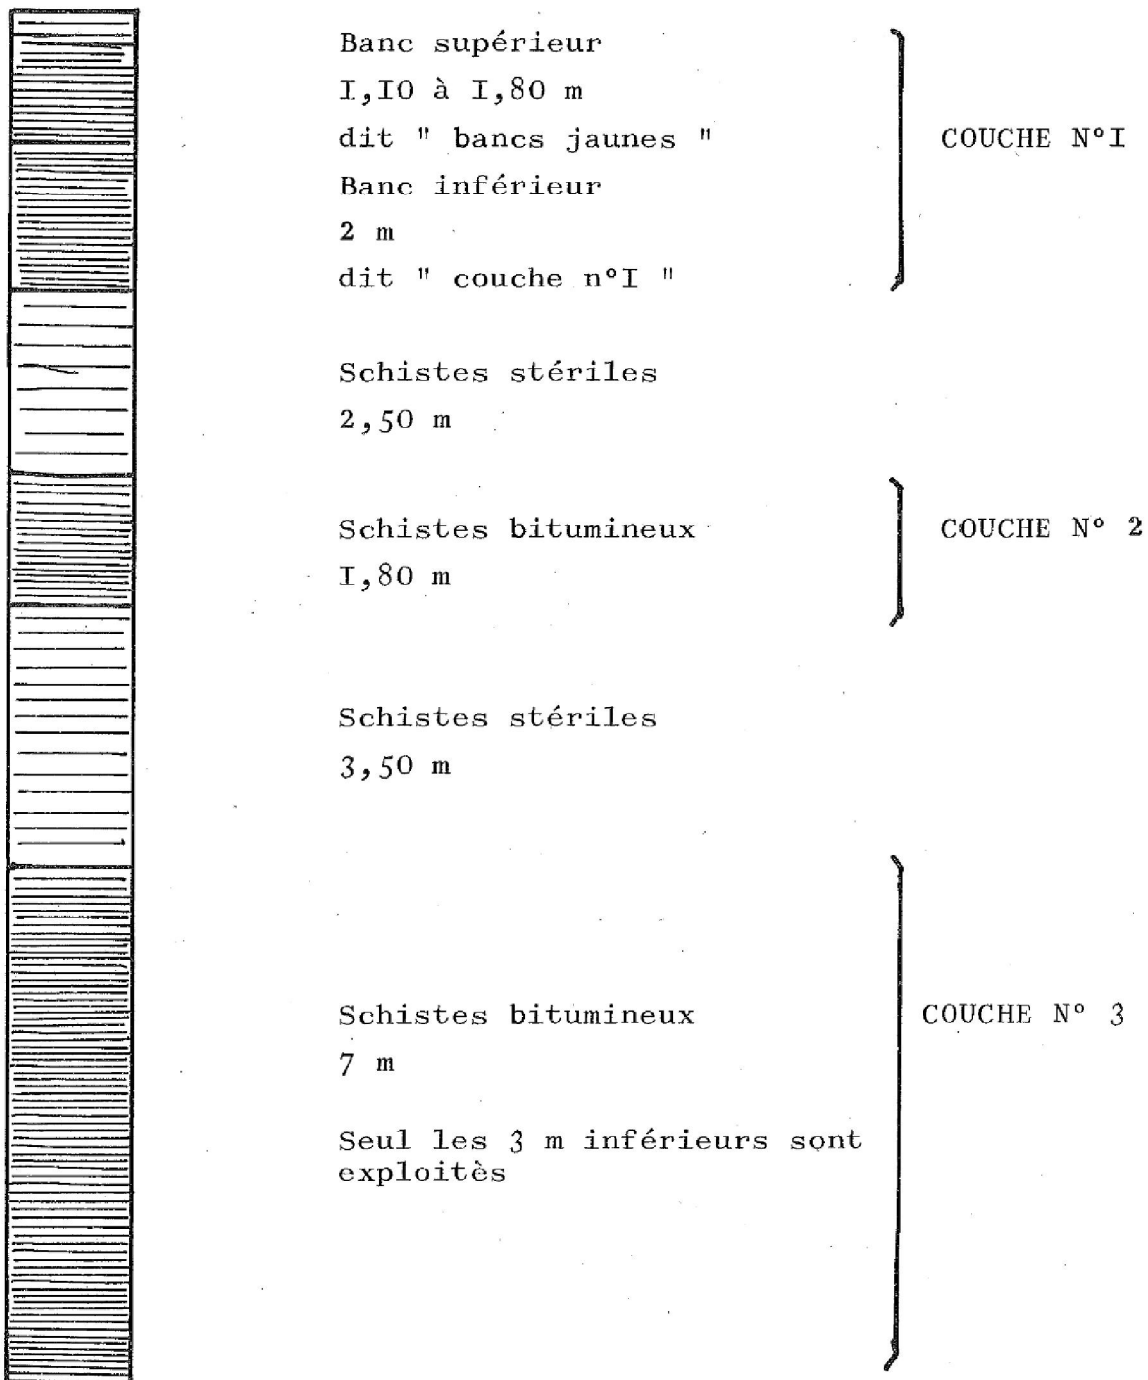 Banc supérieur
I,IO à I,80 m
dit " bancs jaunes "
COUCHE N°I
Banc inférieur
2 m
dit " couche n°I "
Schistes stériles
2,50 m
Schistes bitumineux
COUCHE N° 2
I,80 m
Schistes stériles
3,50 m
Schistes bitumineux
COUCHE N° 3
7 m
Seul les 3 m inférieurs sont
exploitès